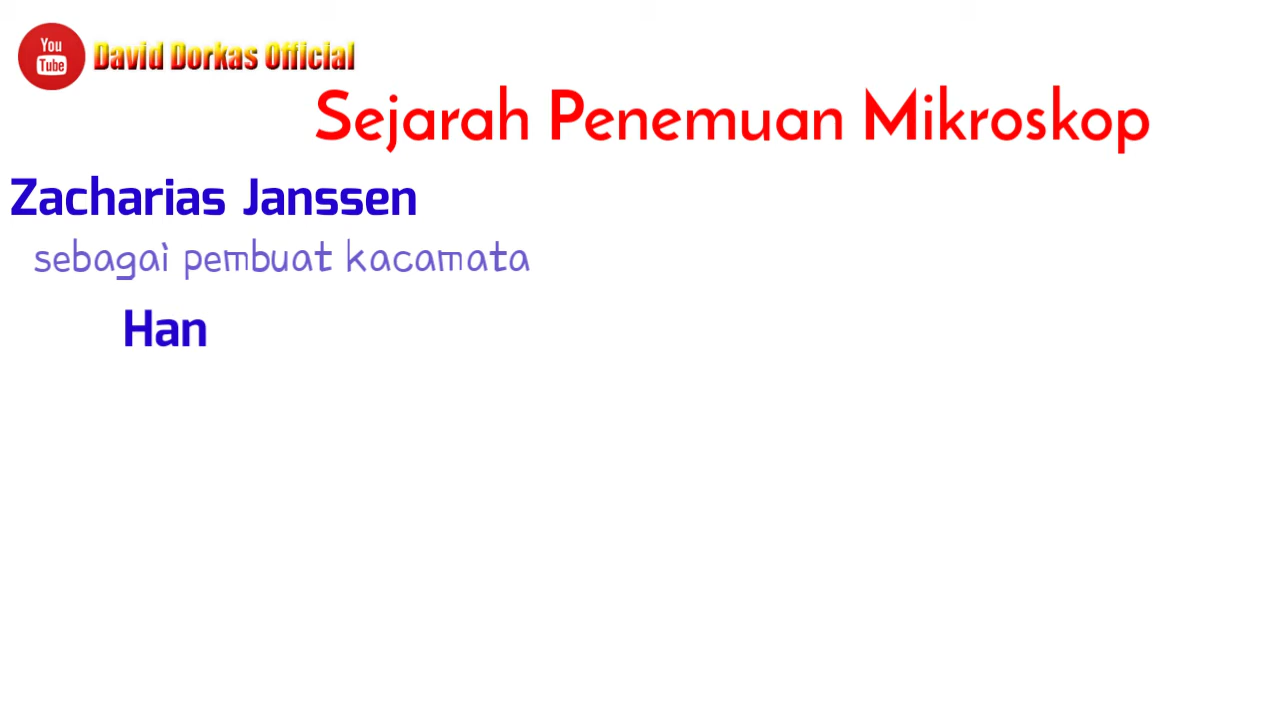 You
Tube
David Dorkas Official
Sejarah Penemuan Mikroskop
Zacharias Janssen
sebagai pembuat kacamata
Han